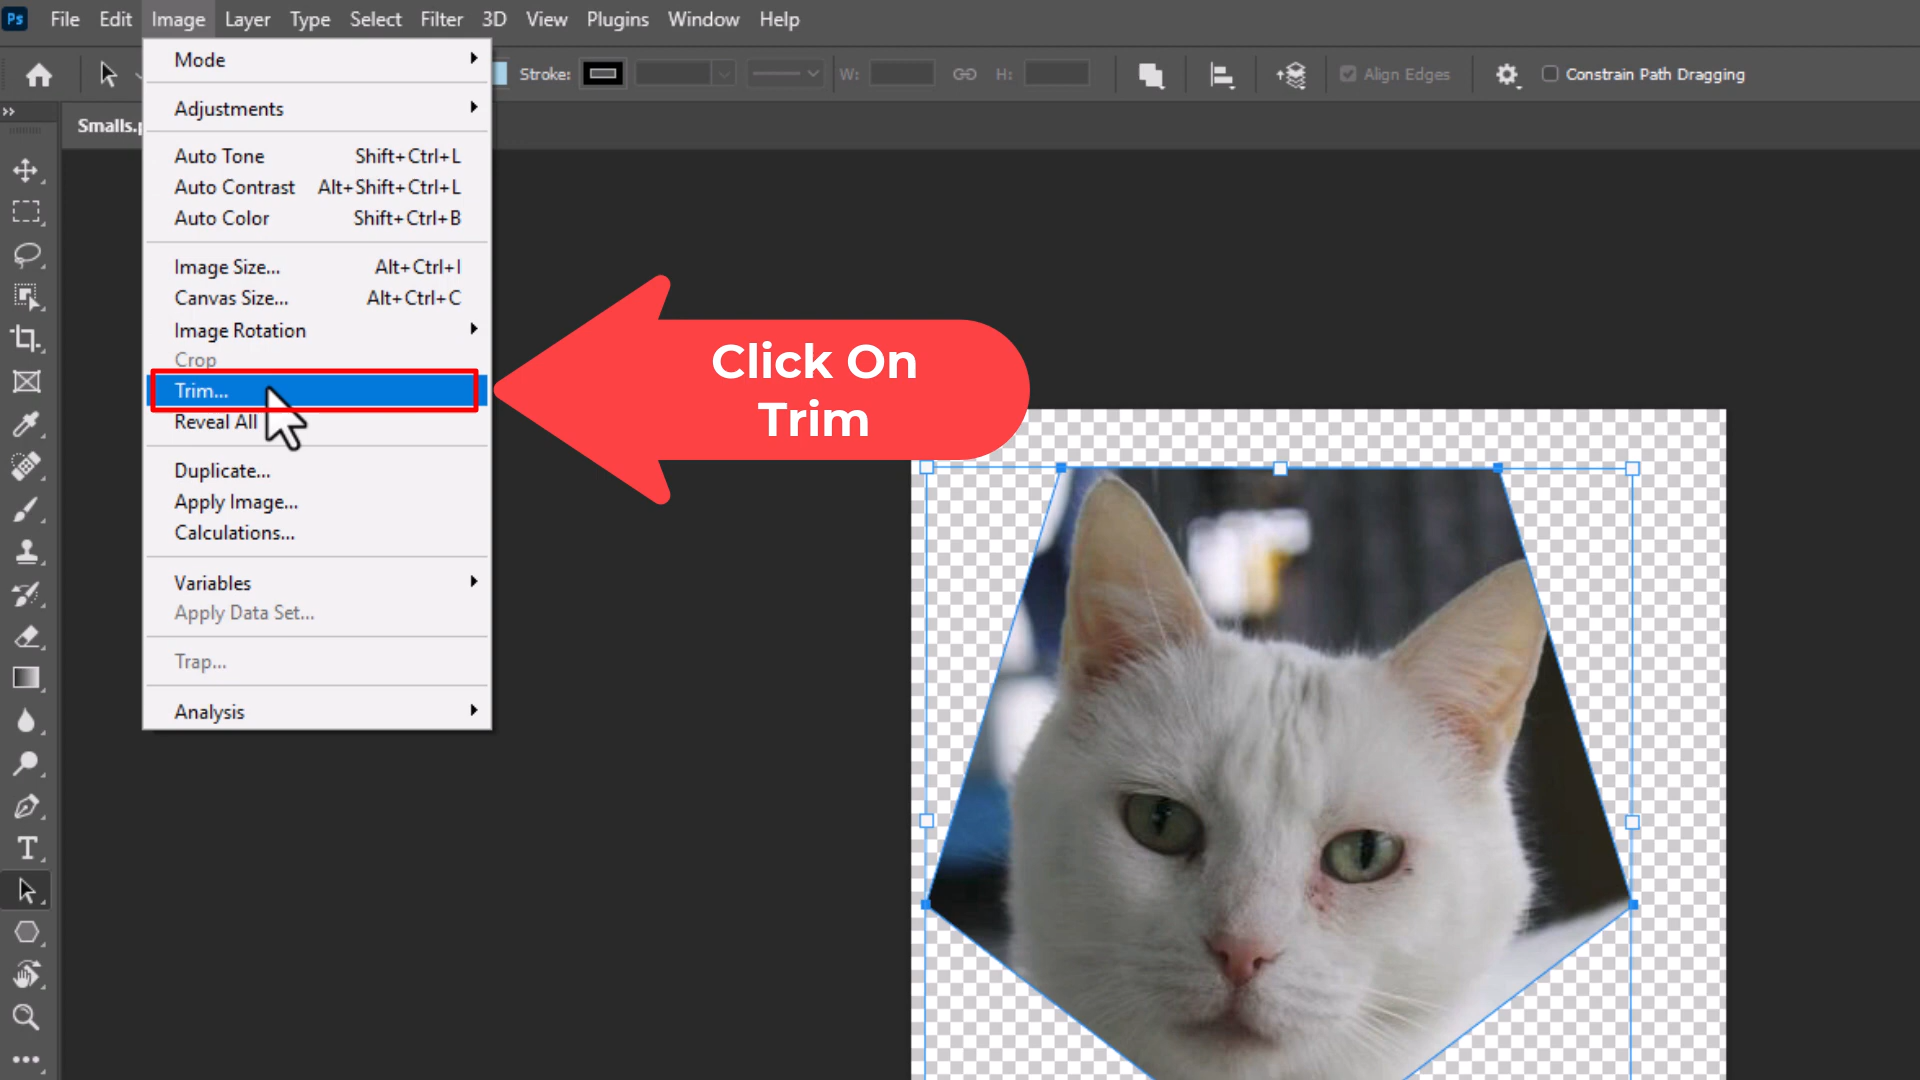 Ps File Edit Image Layer Type Select Filter 3D View Plugins Window Help
Stroke: W: H: Align Edges Constrain Path Dragging
Smalls.p
Mode
Adjustments
Auto Tone Shift+Ctrl+L
Auto Contrast Alt+Shift+Ctrl+L
Auto Color Shift+Ctrl+B
Image Size... Alt+Ctrl+I
Canvas Size... Alt+Ctrl+C
Image Rotation
Crop
Trim...
Reveal All
Duplicate...
Apply Image...
Calculations...
Variables
Apply Data Set...
Trap...
Analysis
Click On
Trim